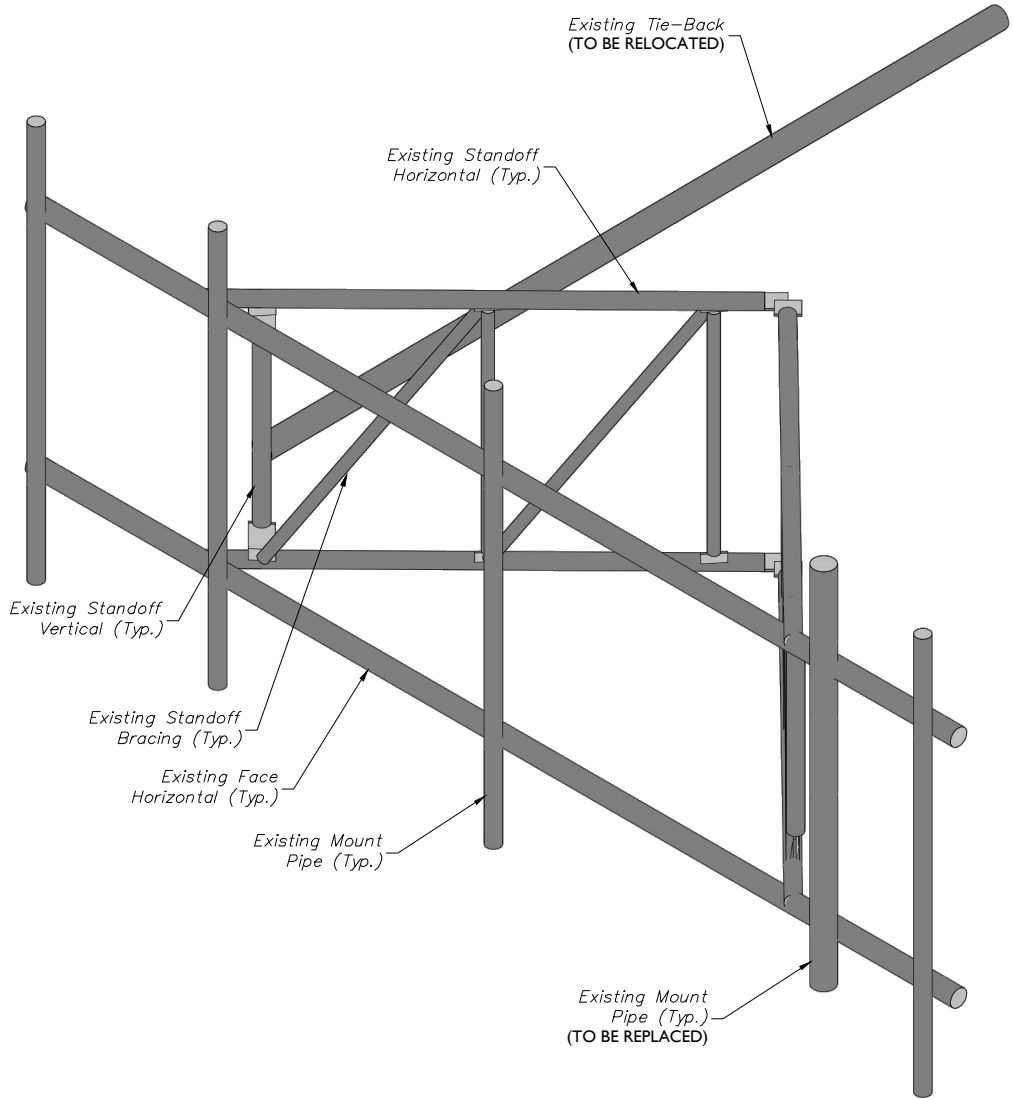 Existing Tie-Back
(TO BE RELOCATED)
Existing Standoff
Horizontal (Typ.)
Existing Standoff
Vertical (Typ.)
Existing Standoff
Bracing (Typ.)
Existing Face
Horizontal (Typ.)
Existing Mount
Pipe (Typ.)
Existing Mount
Pipe (Typ.)
(TO BE REPLACED)